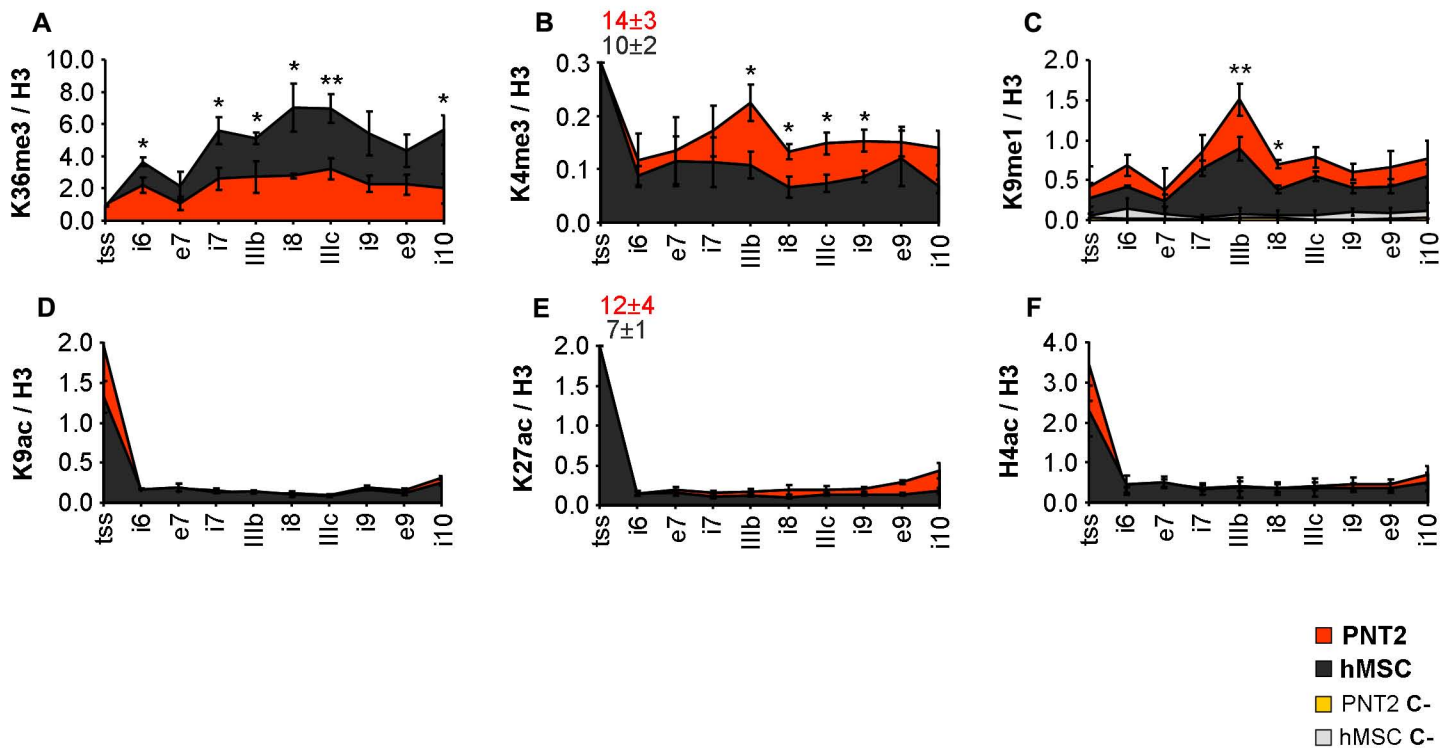 A
K36me3 / H3
10.0
8.0
6.0
4.0
2.0
0.0
* * * * ** *
tss i6 e7 i7 IIIb i8 IIIc i9 e9 i10
B
14±3
10±2
K4me3 / H3
0.3
0.2
0.1
0.0
* * * *
tss i6 e7 i7 IIIb i8 IIIc i9 e9 i10
C
K9me1 / H3
2.0
1.5
1.0
0.5
0.0
** *
tss i6 e7 i7 IIIb i8 IIIc i9 e9 i10
D
K9ac / H3
2.0
1.5
1.0
0.5
0.0
tss i6 e7 i7 IIIb i8 IIIc i9 e9 i10
E
12±4
7±1
K27ac / H3
2.0
1.5
1.0
0.5
0.0
tss i6 e7 i7 IIIb i8 IIIc i9 e9 i10
F
H4ac / H3
4.0
3.0
2.0
1.0
0.0
tss i6 e7 i7 IIIb i8 IIIc i9 e9 i10
PNT2
hMSC
PNT2 C-
hMSC C-